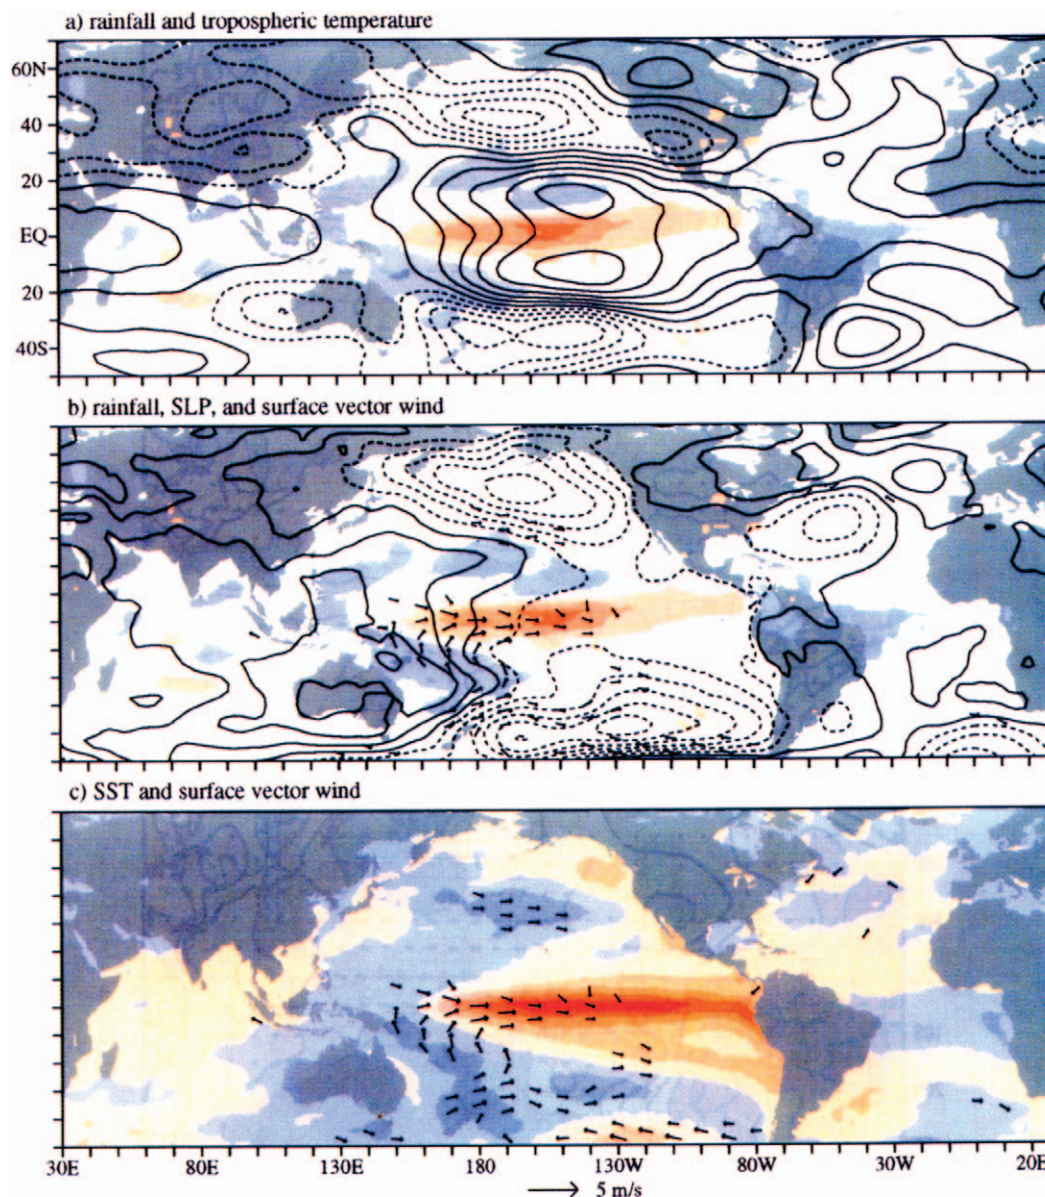 a) rainfall and tropospheric temperature
60N
40
20
EQ
20
40S
b) rainfall, SLP, and surface vector wind
c) SST and surface vector wind
30E 80E 130E 180 130W 80W 30W 20E
5 m/s